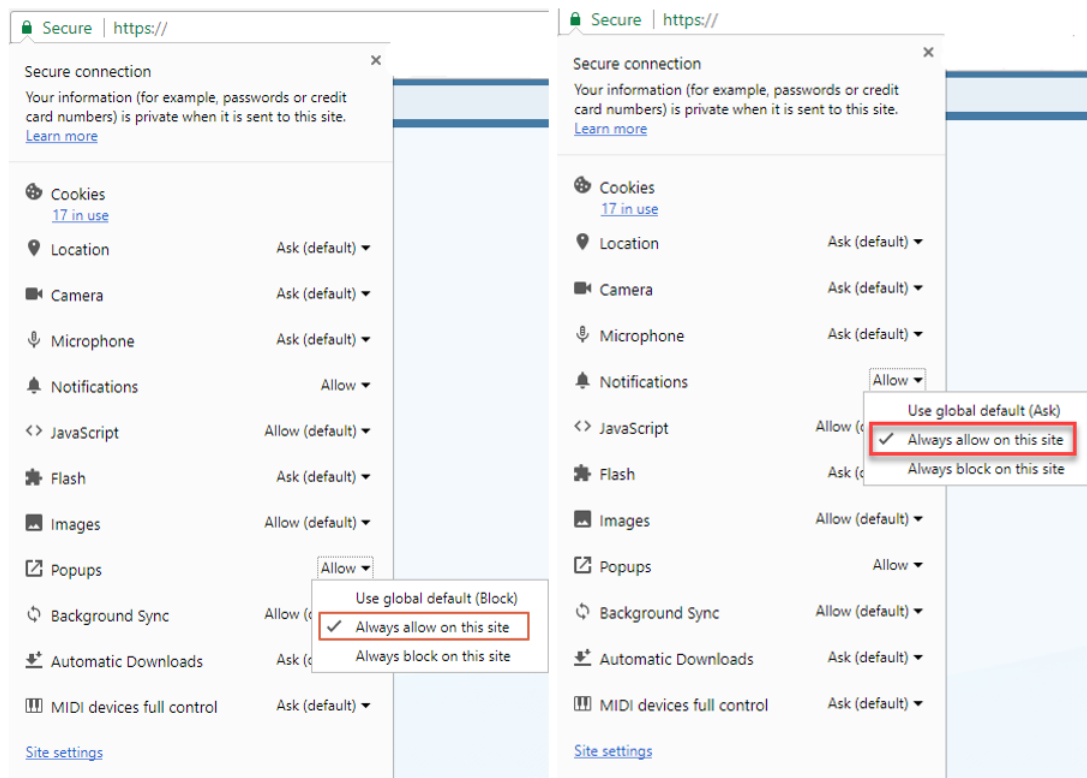 Secure | https://
Secure connection
Your information (for example, passwords or credit
card numbers) is private when it is sent to this site.
Learn more
Cookies
17 in use
Location Ask (default)
Camera Ask (default)
Microphone Ask (default)
Notifications Allow
JavaScript Allow (default)
Flash Ask (default)
Images Allow (default)
Popups Allow
Use global default (Block)
Background Sync Allow (
Always allow on this site
Always block on this site
Automatic Downloads Ask (
MIDI devices full control Ask (default)
Site settings
Secure | https://
Secure connection
Your information (for example, passwords or credit
card numbers) is private when it is sent to this site.
Learn more
Cookies
17 in use
Location Ask (default)
Camera Ask (default)
Microphone Ask (default)
Notifications Allow
Use global default (Ask)
JavaScript Allow (
Always allow on this site
Flash Ask (
Always block on this site
Images Allow (default)
Popups Allow
Background Sync Allow (default)
Automatic Downloads Ask (default)
MIDI devices full control Ask (default)
Site settings